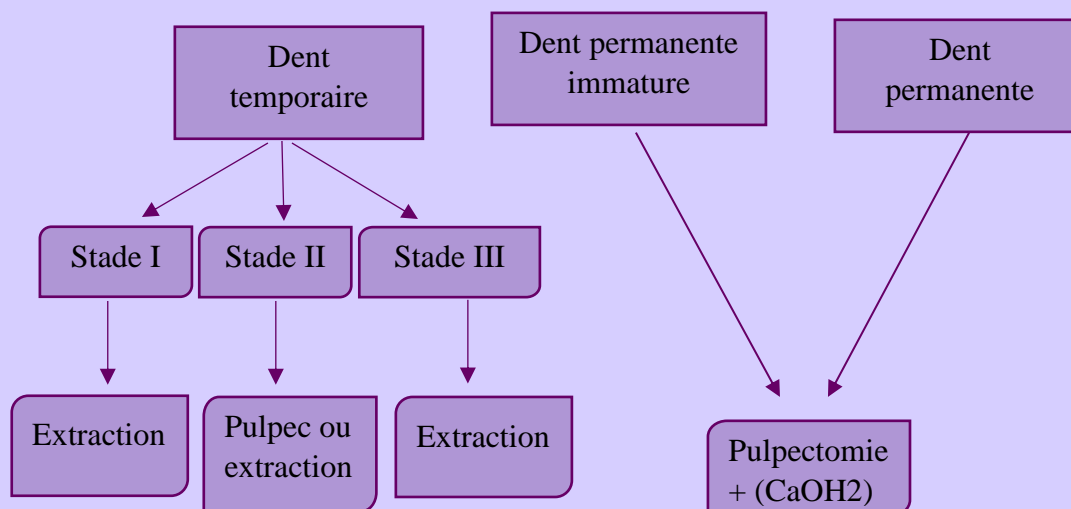 Dent
temporaire
Dent permanente
immature
Dent
permanente
Stade I
Stade II
Stade III
Extraction
Pulpec ou
extraction
Extraction
Pulpectomie
+ (CaOH2)